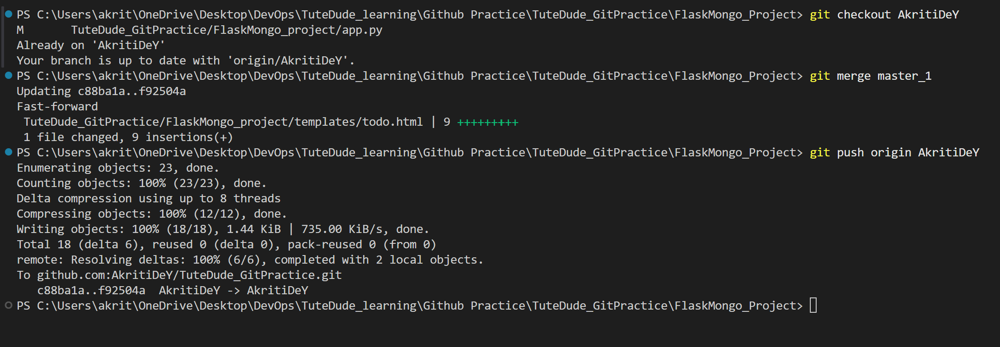 PS C:\Users\akrit\OneDrive\Desktop\DevOps\TuteDude_learning\Github Practice\TuteDude_GitPractice\FlaskMongo_Project> git checkout AkritiDeY
M       TuteDude_GitPractice/FlaskMongo_project/app.py
Already on 'AkritiDeY'
Your branch is up to date with 'origin/AkritiDeY'.
PS C:\Users\akrit\OneDrive\Desktop\DevOps\TuteDude_learning\Github Practice\TuteDude_GitPractice\FlaskMongo_Project> git merge master_1
Updating c88ba1a..f92504a
Fast-forward
 TuteDude_GitPractice/FlaskMongo_project/templates/todo.html | 9 +++++++++
 1 file changed, 9 insertions(+)
PS C:\Users\akrit\OneDrive\Desktop\DevOps\TuteDude_learning\Github Practice\TuteDude_GitPractice\FlaskMongo_Project> git push origin AkritiDeY
Enumerating objects: 23, done.
Counting objects: 100% (23/23), done.
Delta compression using up to 8 threads
Compressing objects: 100% (12/12), done.
Writing objects: 100% (18/18), 1.44 KiB | 735.00 KiB/s, done.
Total 18 (delta 6), reused 0 (delta 0), pack-reused 0 (from 0)
remote: Resolving deltas: 100% (6/6), completed with 2 local objects.
To github.com:AkritiDeY/TuteDude_GitPractice.git
   c88ba1a..f92504a  AkritiDeY -> AkritiDeY
PS C:\Users\akrit\OneDrive\Desktop\DevOps\TuteDude_learning\Github Practice\TuteDude_GitPractice\FlaskMongo_Project>